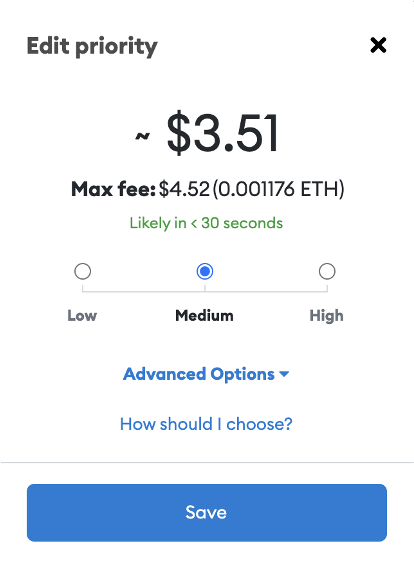 Edit priority
~ $3.51
Max fee: $4.52 (0.001176 ETH)
Likely in < 30 seconds
Low Medium High
Advanced Options
How should I choose?
Save